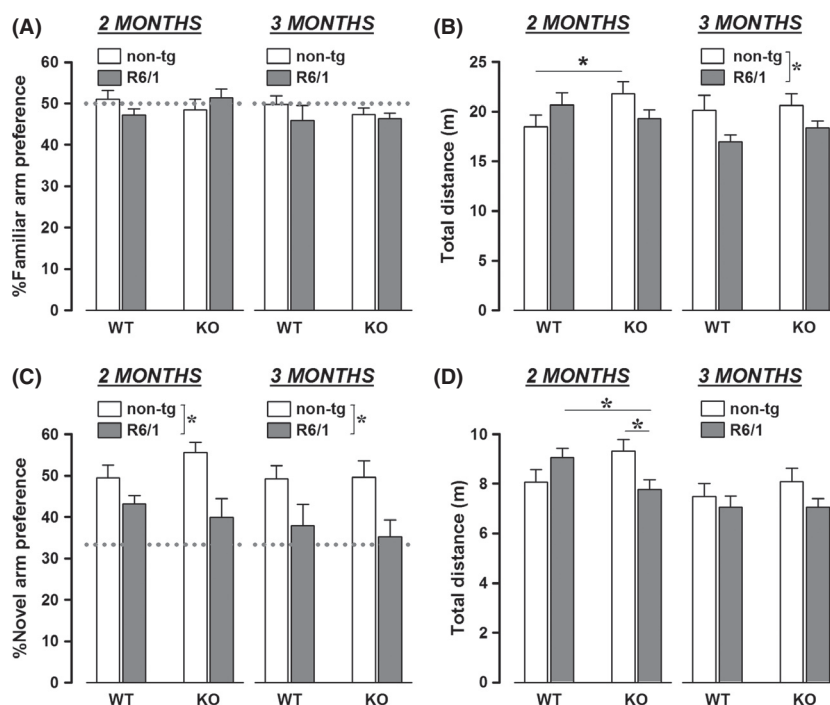 (A)
2 MONTHS
3 MONTHS
non-tg
R6/1
non-tg
R6/1
%Familiar arm preference
60
50
40
30
20
10
0
WT
KO
WT
KO
(B)
2 MONTHS
3 MONTHS
non-tg
R6/1
*
*
Total distance (m)
25
20
15
10
5
0
WT
KO
WT
KO
(C)
2 MONTHS
3 MONTHS
non-tg
R6/1
*
non-tg
R6/1
*
%Novel arm preference
60
50
40
30
20
10
0
WT
KO
WT
KO
(D)
2 MONTHS
3 MONTHS
non-tg
R6/1
*
*
Total distance (m)
10
8
6
4
2
0
WT
KO
WT
KO